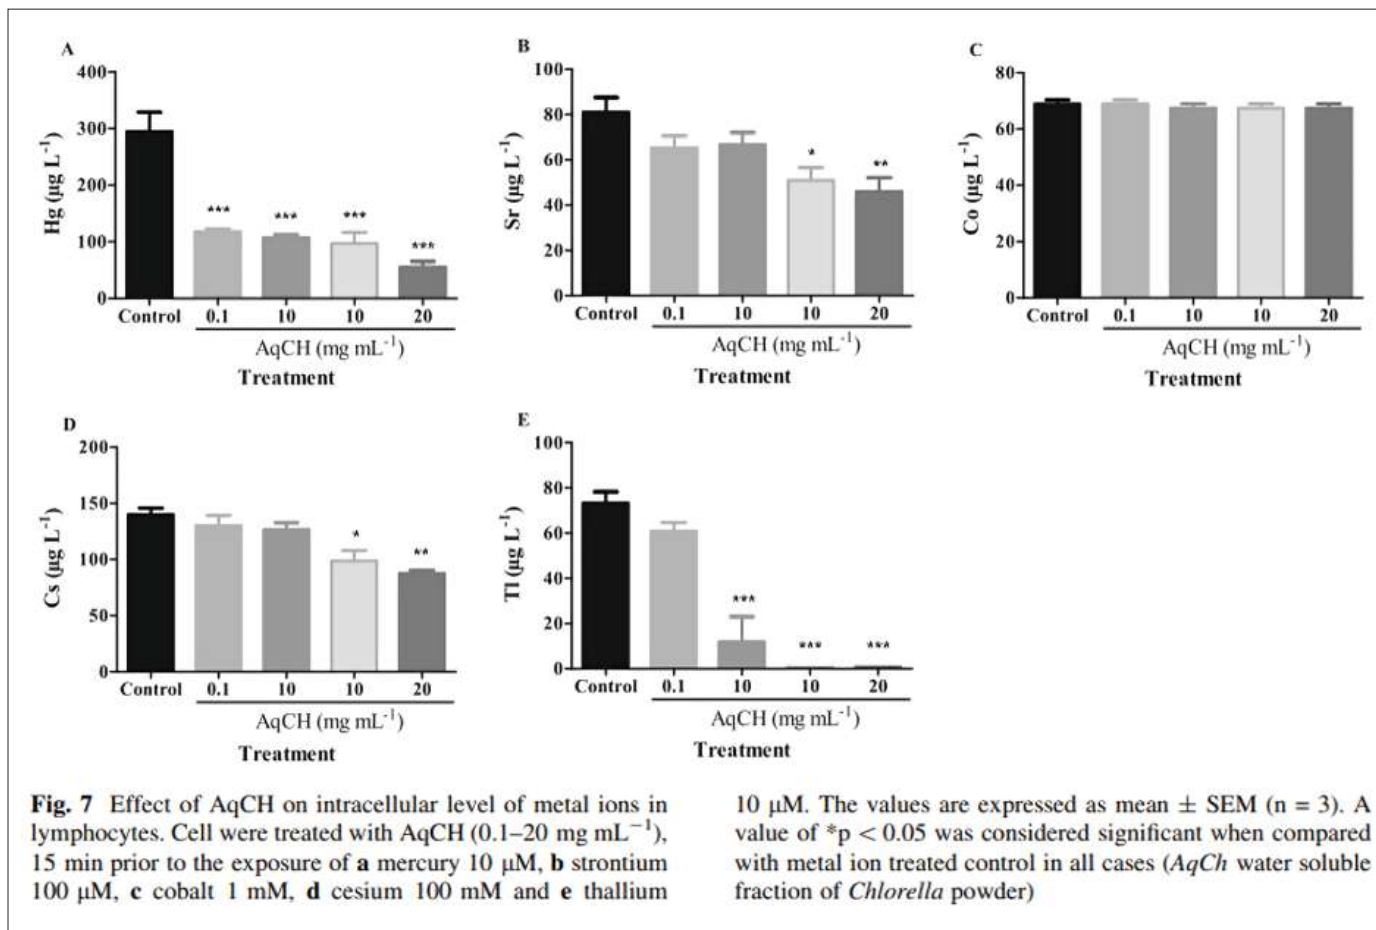 A
Hg (µg L⁻¹)
400
300
200
100
0
***
***
***
***
Control 0.1 10 10 20
AqCH (mg mL⁻¹)
Treatment
B
Sr (µg L⁻¹)
100
80
60
40
20
0
*
**
Control 0.1 10 10 20
AqCH (mg mL⁻¹)
Treatment
C
Co (µg L⁻¹)
80
60
40
20
0
Control 0.1 10 10 20
AqCH (mg mL⁻¹)
Treatment
D
Cs (µg L⁻¹)
200
150
100
50
0
*
**
Control 0.1 10 10 20
AqCH (mg mL⁻¹)
Treatment
E
Tl (µg L⁻¹)
100
80
60
40
20
0
***
***
***
Control 0.1 10 10 20
AqCH (mg mL⁻¹)
Treatment
Fig. 7 Effect of AqCH on intracellular level of metal ions in
lymphocytes. Cell were treated with AqCH (0.1–20 mg mL⁻¹),
15 min prior to the exposure of a mercury 10 µM, b strontium
100 µM, c cobalt 1 mM, d cesium 100 mM and e thallium
10 µM. The values are expressed as mean ± SEM (n = 3). A
value of *p < 0.05 was considered significant when compared
with metal ion treated control in all cases (AqCh water soluble
fraction of Chlorella powder)